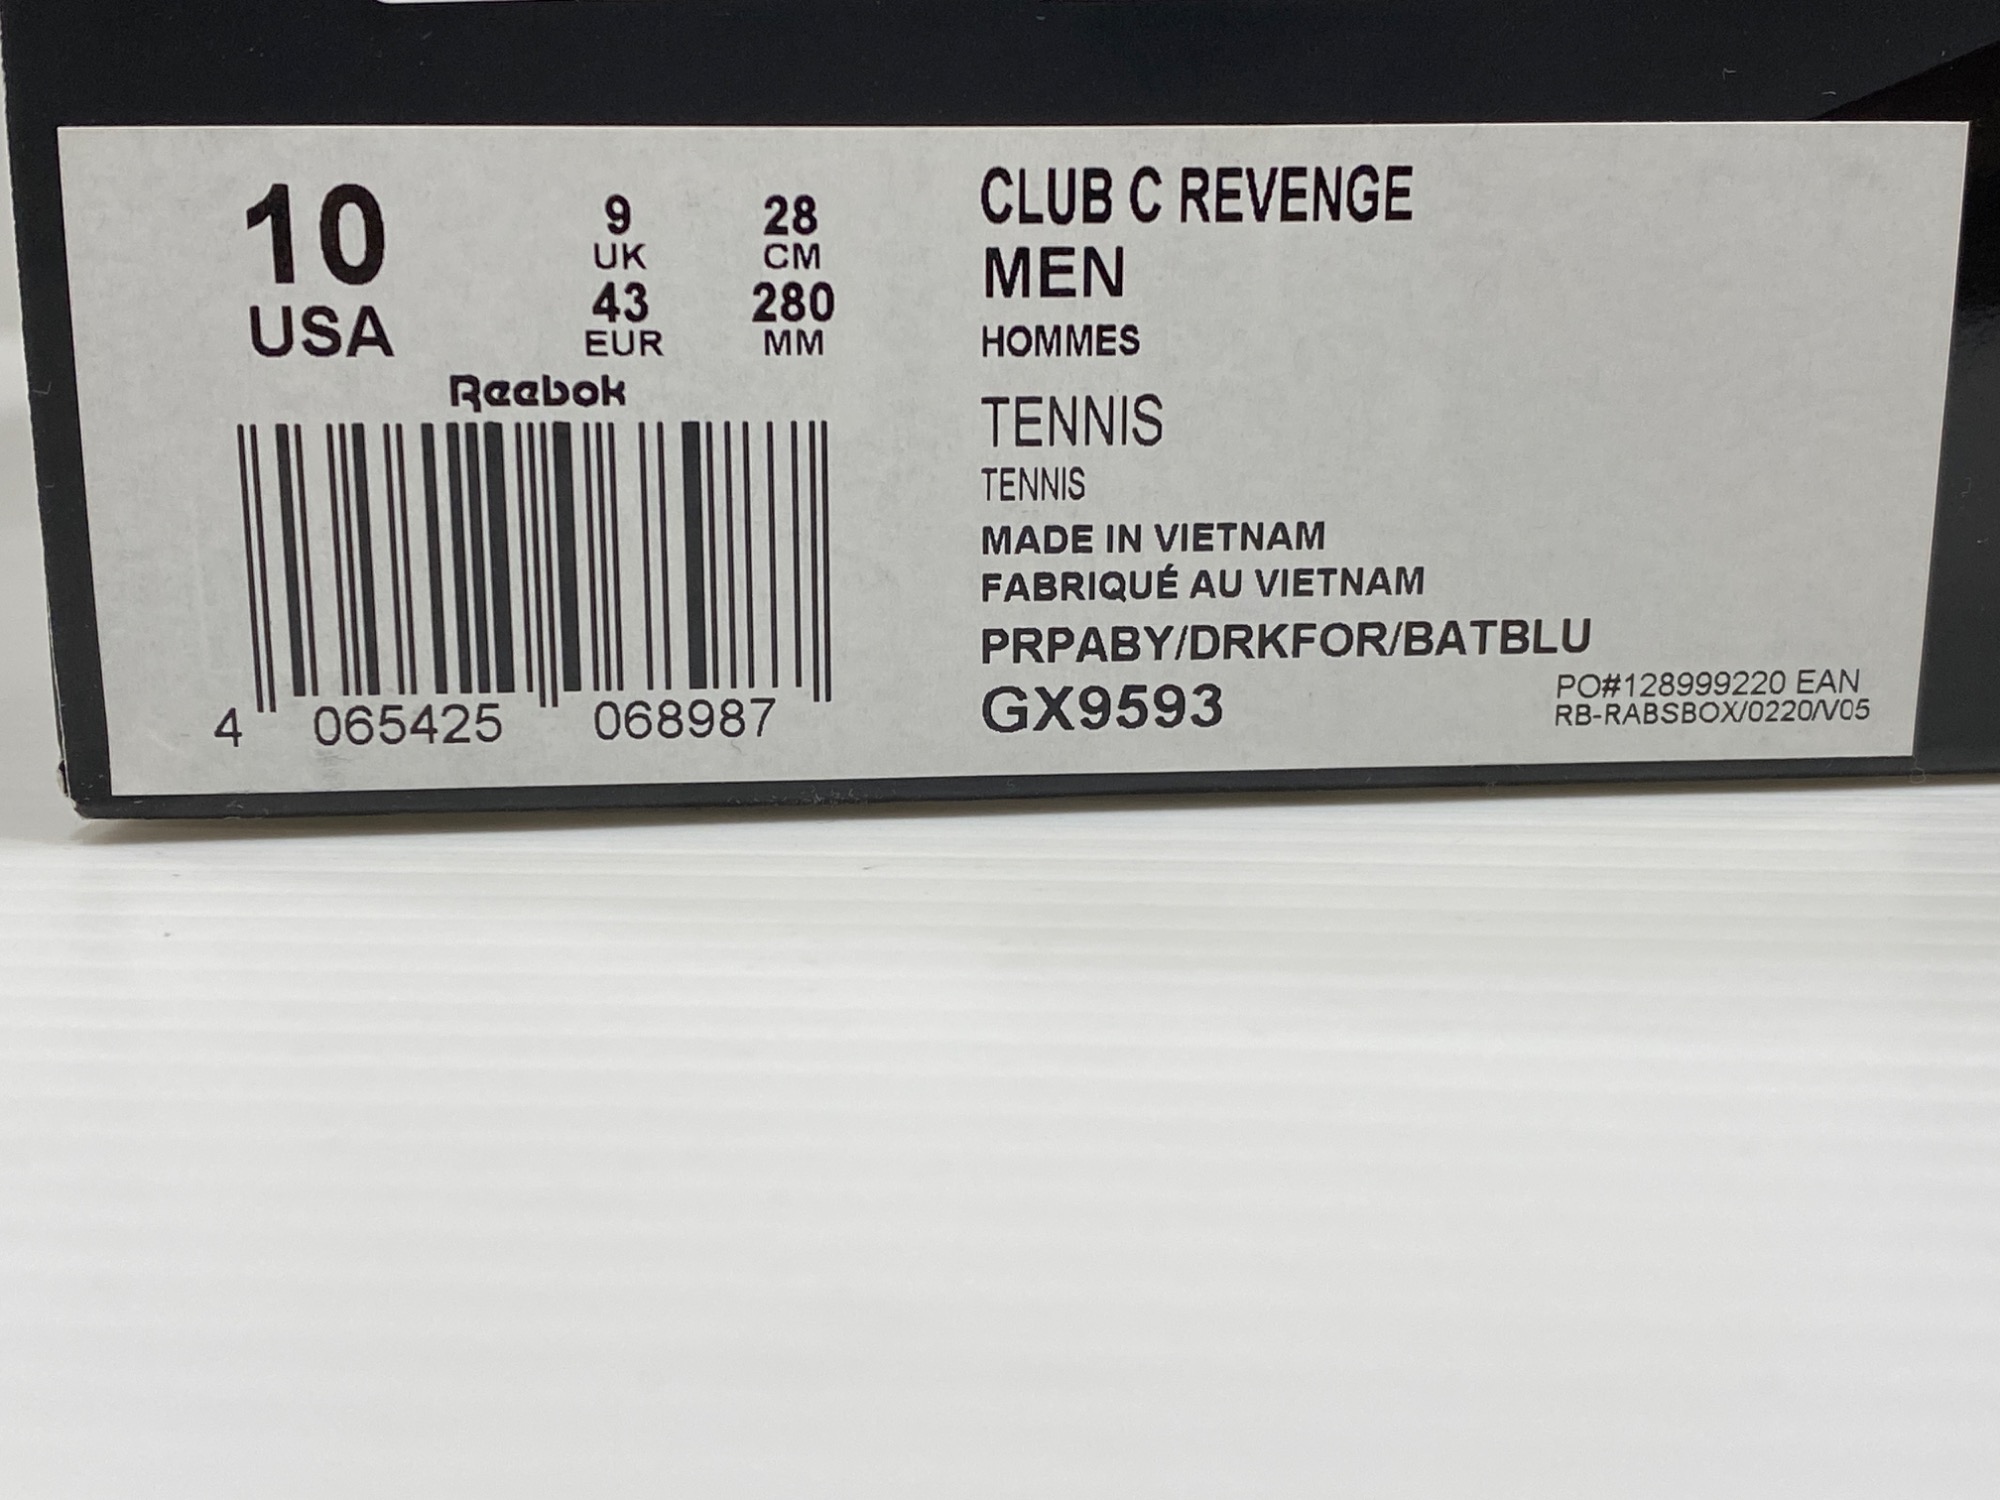 10
USA
9
UK
43
EUR
28
CM
280
MM
Reebok
4 065425 068987
CLUB C REVENGE
MEN
HOMMES
TENNIS
TENNIS
MADE IN VIETNAM
FABRIQUÉ AU VIETNAM
PRPABY/DRKFOR/BATBLU
GX9593
PO#128999220 EAN
RB-RABSBOX/0220/V05